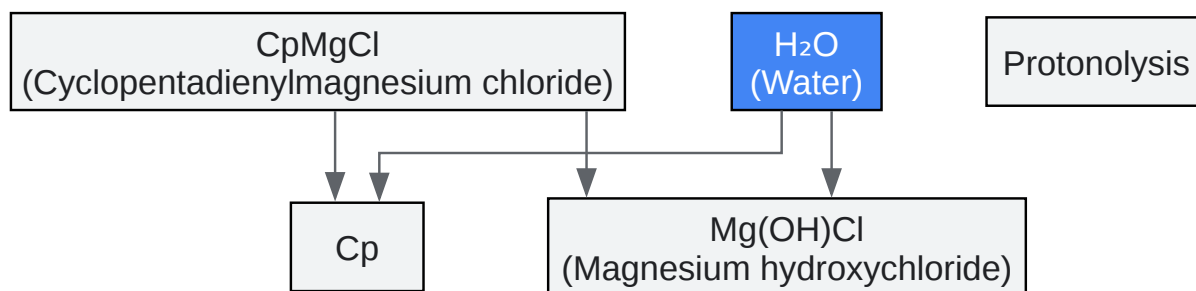 CpMgCl
(Cyclopentadienylmagnesium chloride)
H₂O
(Water)
Protonolysis
Cp
Mg(OH)Cl
(Magnesium hydroxychloride)